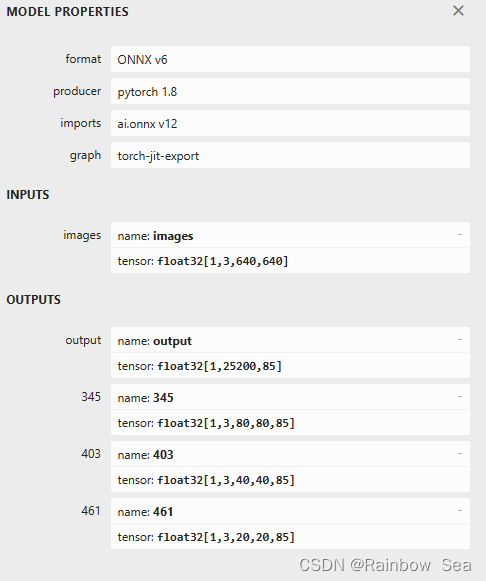 MODEL PROPERTIES ×
format ONNX v6
producer pytorch 1.8
imports ai.onnx v12
graph torch-jit-export
INPUTS
images name: images -
tensor: float32[1,3,640,640]
OUTPUTS
output name: output -
tensor: float32[1,25200,85]
345 name: 345 -
tensor: float32[1,3,80,80,85]
403 name: 403 -
tensor: float32[1,3,40,40,85]
461 name: 461 -
tensor: float32[1,3,20,20,85]
CSDN @Rainbow_Sea